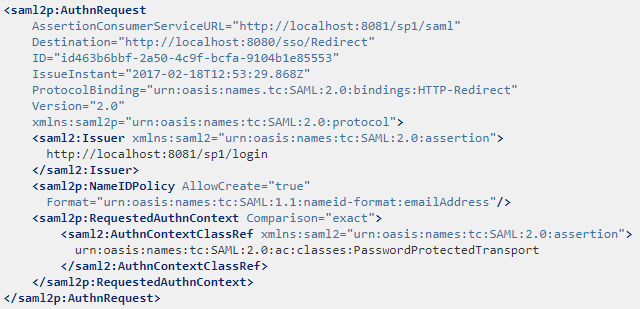 <saml2p:AuthnRequest
AssertionConsumerServiceURL="http://localhost:8081/sp1/saml"
Destination="http://localhost:8080/sso/Redirect"
ID="id463b6bbf-2a50-4c9f-bcfa-9104b1e85553"
IssueInstant="2017-02-18T12:53:29.868Z"
ProtocolBinding="urn:oasis:names.tc:SAML:2.0:bindings:HTTP-Redirect"
Version="2.0"
xmlns:saml2p="urn:oasis:names:tc:SAML:2.0:protocol">
<saml2:Issuer xmlns:saml2="urn:oasis:names:tc:SAML:2.0:assertion">
http://localhost:8081/sp1/login
</saml2:Issuer>
<saml2p:NameIDPolicy AllowCreate="true"
Format="urn:oasis:names:tc:SAML:1.1:nameid-format:emailAddress"/>
<saml2p:RequestedAuthnContext Comparison="exact">
<saml2:AuthnContextClassRef xmlns:saml2="urn:oasis:names:tc:SAML:2.0:assertion">
urn:oasis:names:tc:SAML:2.0:ac:classes:PasswordProtectedTransport
</saml2:AuthnContextClassRef>
</saml2p:RequestedAuthnContext>
</saml2p:AuthnRequest>